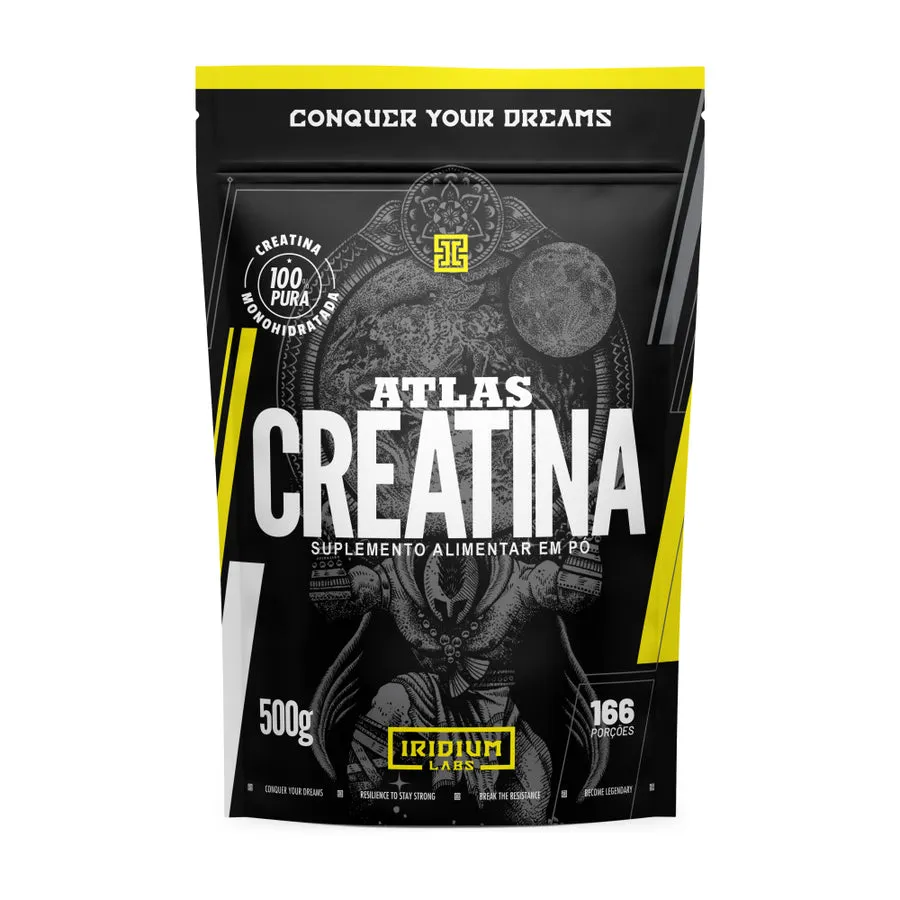 CONQUER YOUR DREAMS
CREATINA
100
PURA
MONOHIDRATADA
ATLAS
CREATINA
SUPLEMENTO ALIMENTAR EM PÓ
500g
166
PORÇÕES
IRIDIUM
LABS
CONQUER YOUR DREAMS RESILIENCE TO STAY STRONG BREAK THE RESISTANCE BECOME LEGENDARY